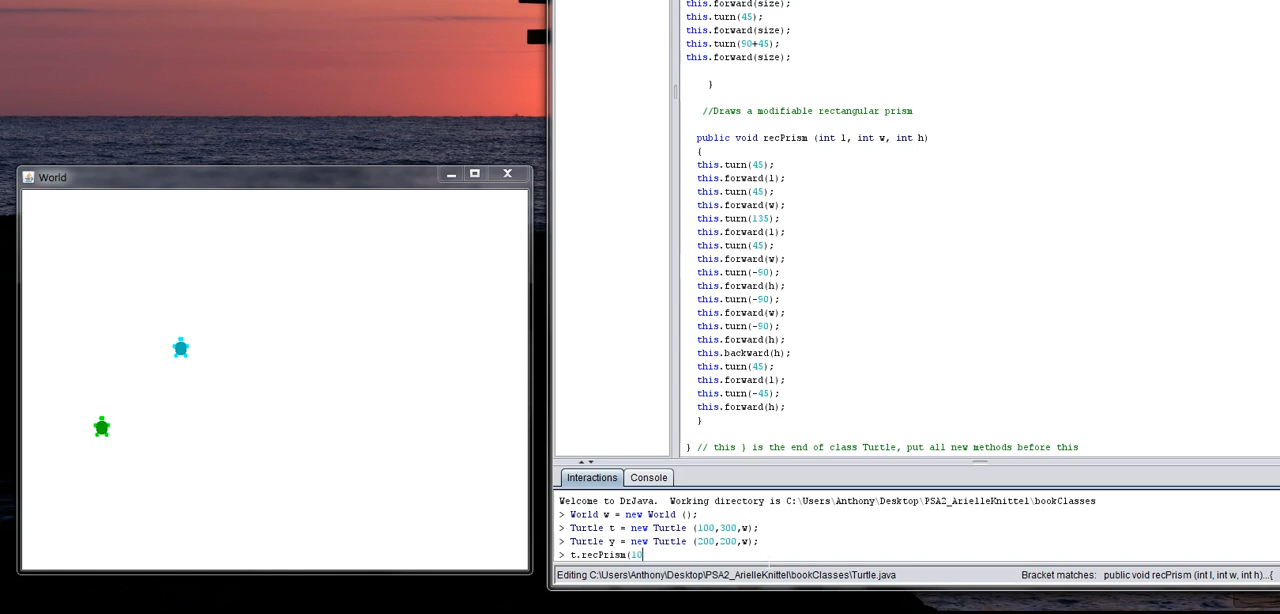 this.forward(size);
this.turn(45);
this.forward(size);
this.turn(90+45);
this.forward(size);
}
//Draws a modifiable rectangular prism
public void recPrism (int l, int w, int h)
{
this.turn(45);
this.forward(l);
this.turn(45);
this.forward(w);
this.turn(135);
this.forward(l);
this.turn(45);
this.forward(w);
this.turn(-90);
this.forward(h);
this.turn(-90);
this.forward(w);
this.turn(-90);
this.forward(h);
this.backward(h);
this.turn(45);
this.forward(l);
this.turn(-45);
this.forward(h);
}
} // this } is the end of class Turtle, put all new methods before this
World
Interactions Console
Welcome to DrJava. Working directory is C:\Users\Anthony\Desktop\PSA2_ArielleKnittel\bookClasses
> World w = new World ();
> Turtle t = new Turtle (100,300,w);
> Turtle y = new Turtle (200,200,w);
> t.recPrism(10
Editing C:\Users\Anthony\Desktop\PSA2_ArielleKnittel\bookClasses\Turtle.java Bracket matches: public void recPrism (int l, int w, int h)...{